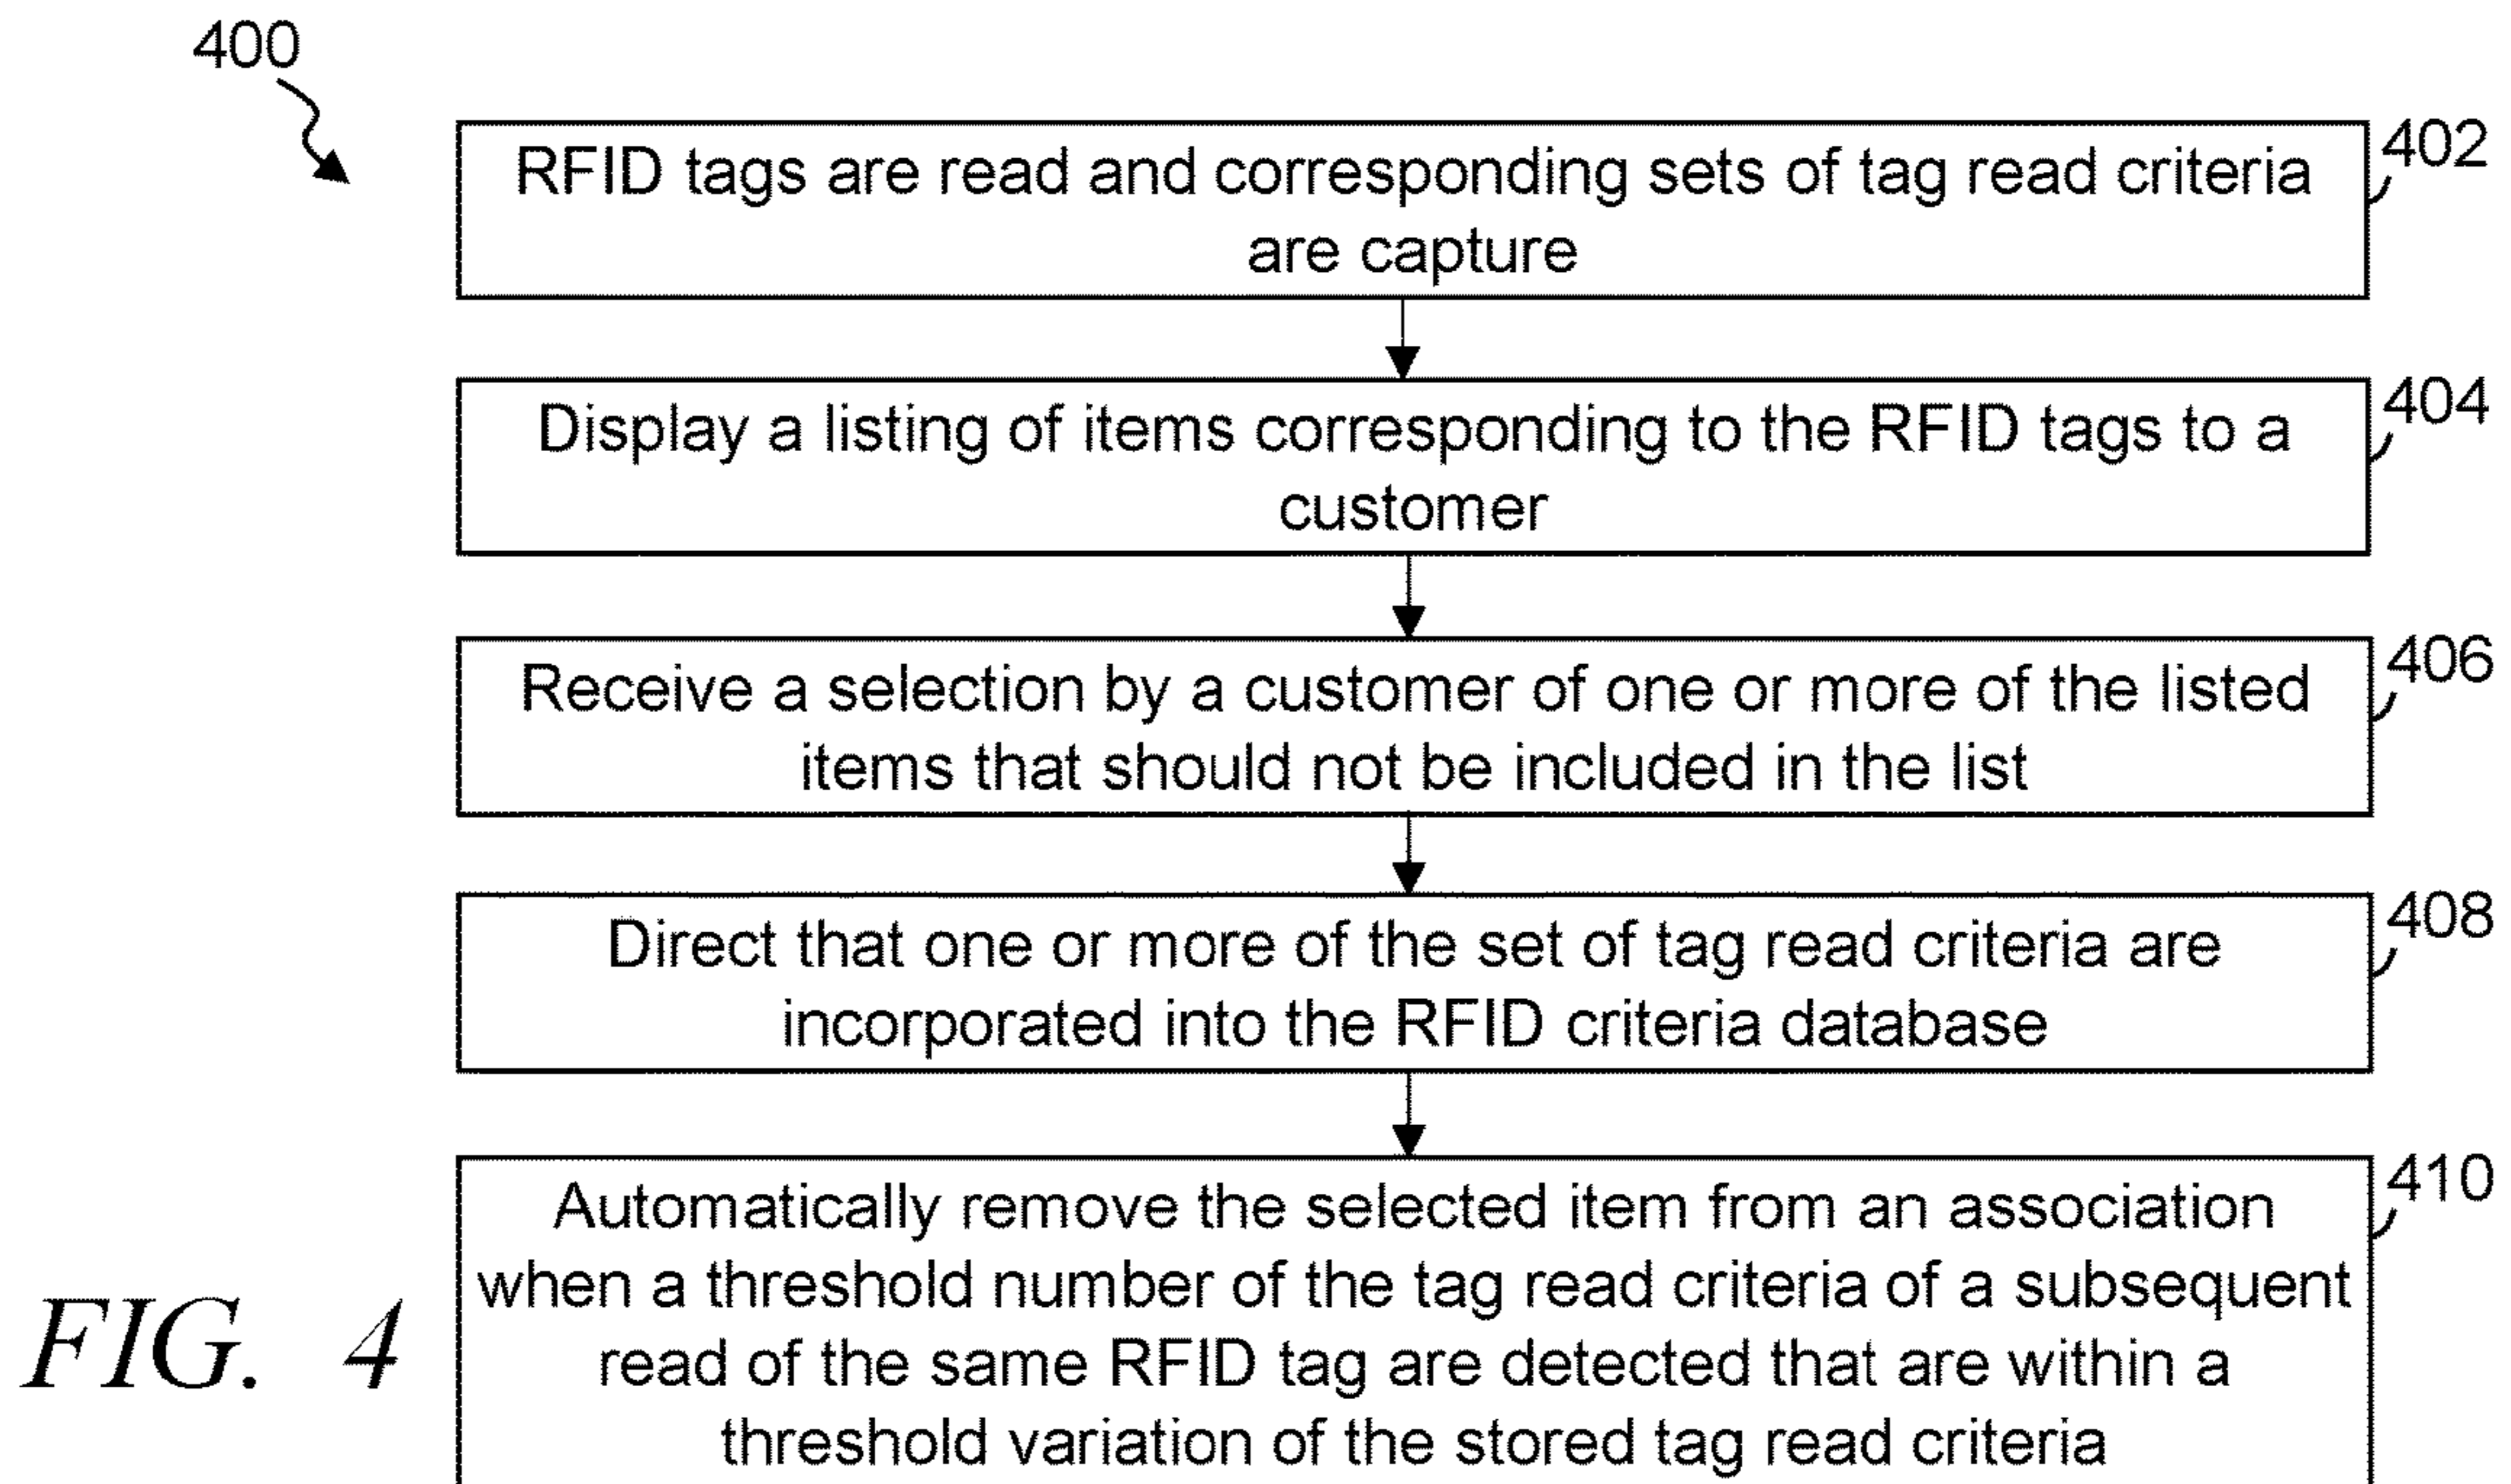 400
RFID tags are read and corresponding sets of tag read criteria
are capture
402
Display a listing of items corresponding to the RFID tags to a
customer
404
Receive a selection by a customer of one or more of the listed
items that should not be included in the list
406
Direct that one or more of the set of tag read criteria are
incorporated into the RFID criteria database
408
Automatically remove the selected item from an association
when a threshold number of the tag read criteria of a subsequent
read of the same RFID tag are detected that are within a
threshold variation of the stored tag read criteria
410
FIG. 4